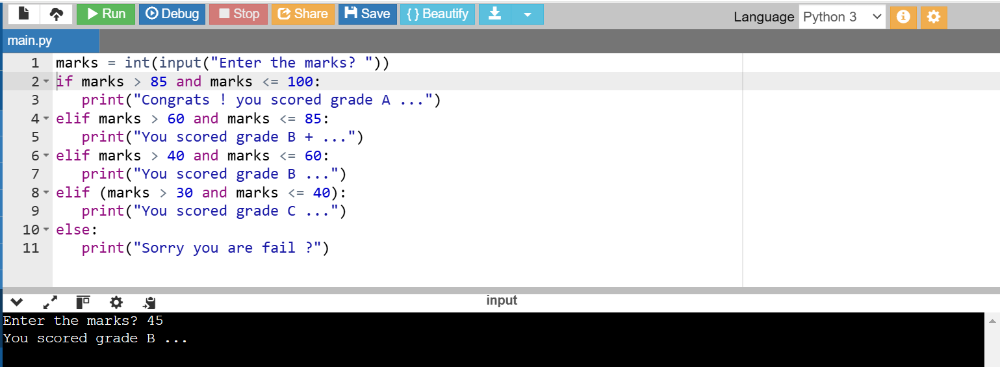 Run Debug Stop Share Save { } Beautify Language Python 3
main.py
1 marks = int(input("Enter the marks? "))
2 if marks > 85 and marks <= 100:
3    print("Congrats ! you scored grade A ...")
4 elif marks > 60 and marks <= 85:
5    print("You scored grade B + ...")
6 elif marks > 40 and marks <= 60:
7    print("You scored grade B ...")
8 elif (marks > 30 and marks <= 40):
9    print("You scored grade C ...")
10 else:
11    print("Sorry you are fail ?")
input
Enter the marks? 45
You scored grade B ...